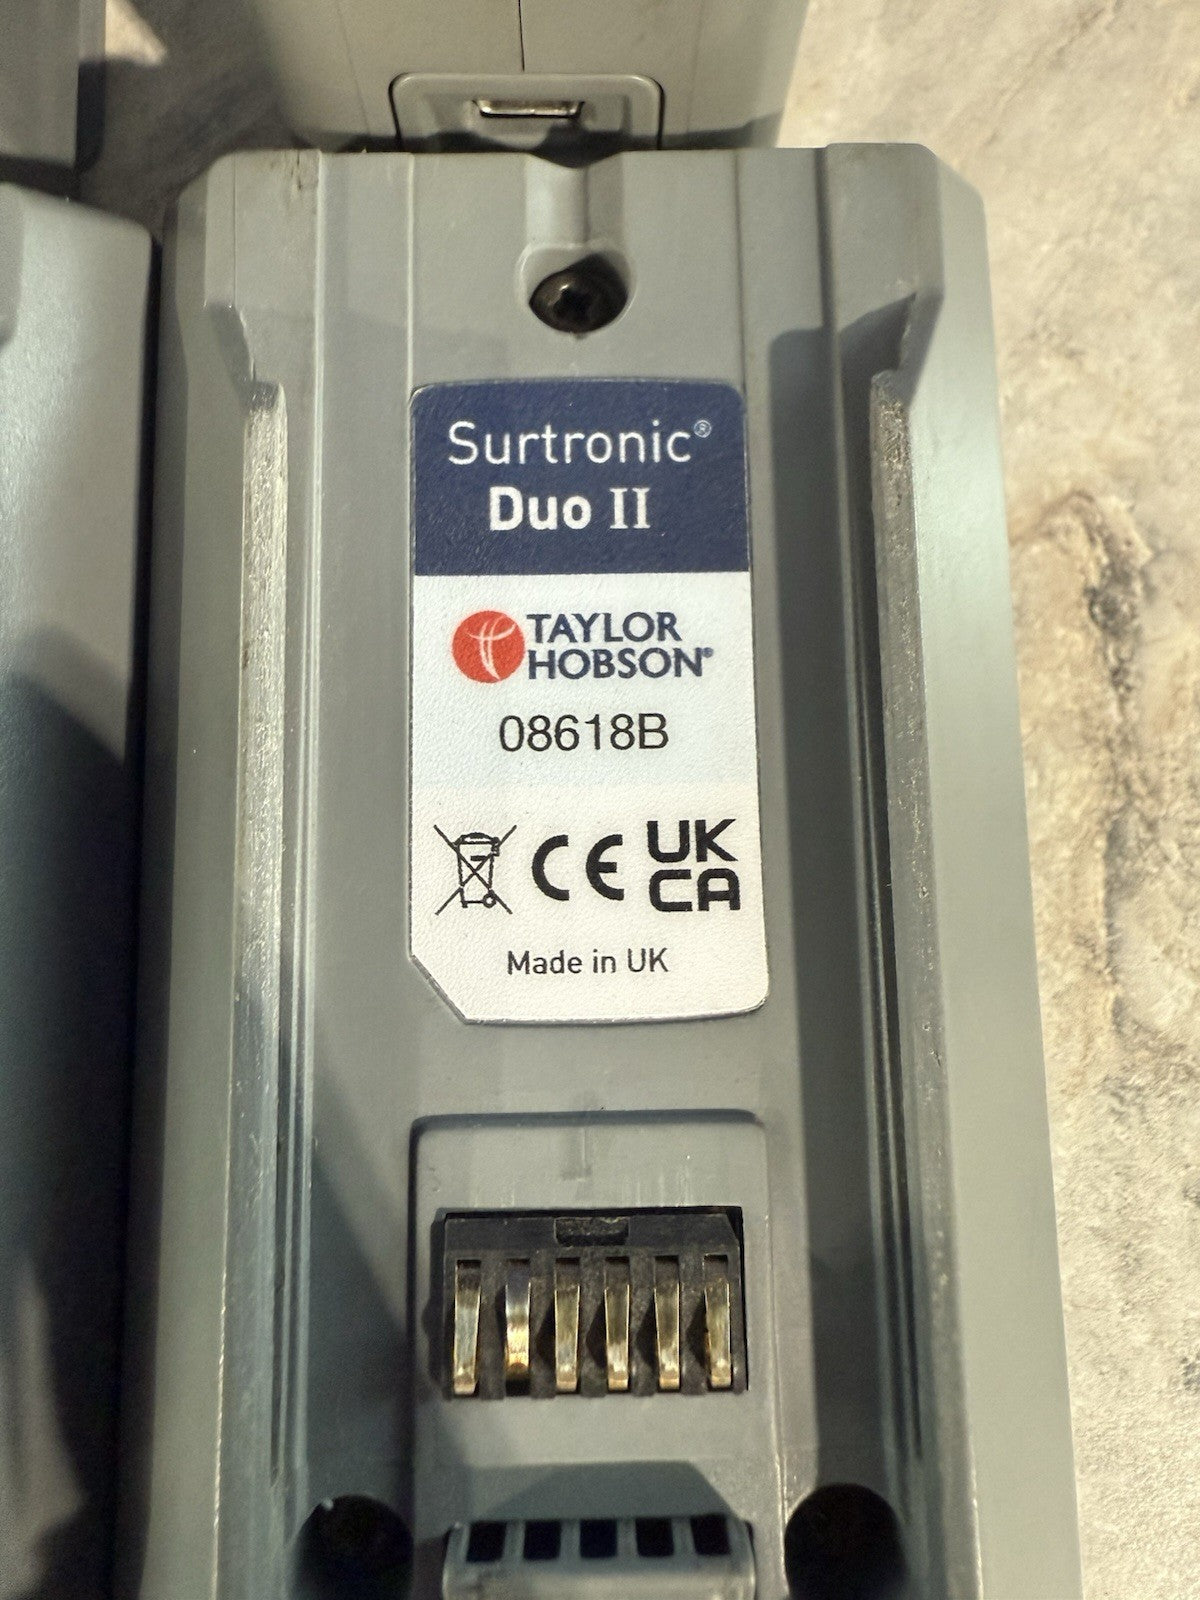 Surtronic®
Duo II
TAYLOR
HOBSON®
08618B
CE
UK
CA
Made in UK